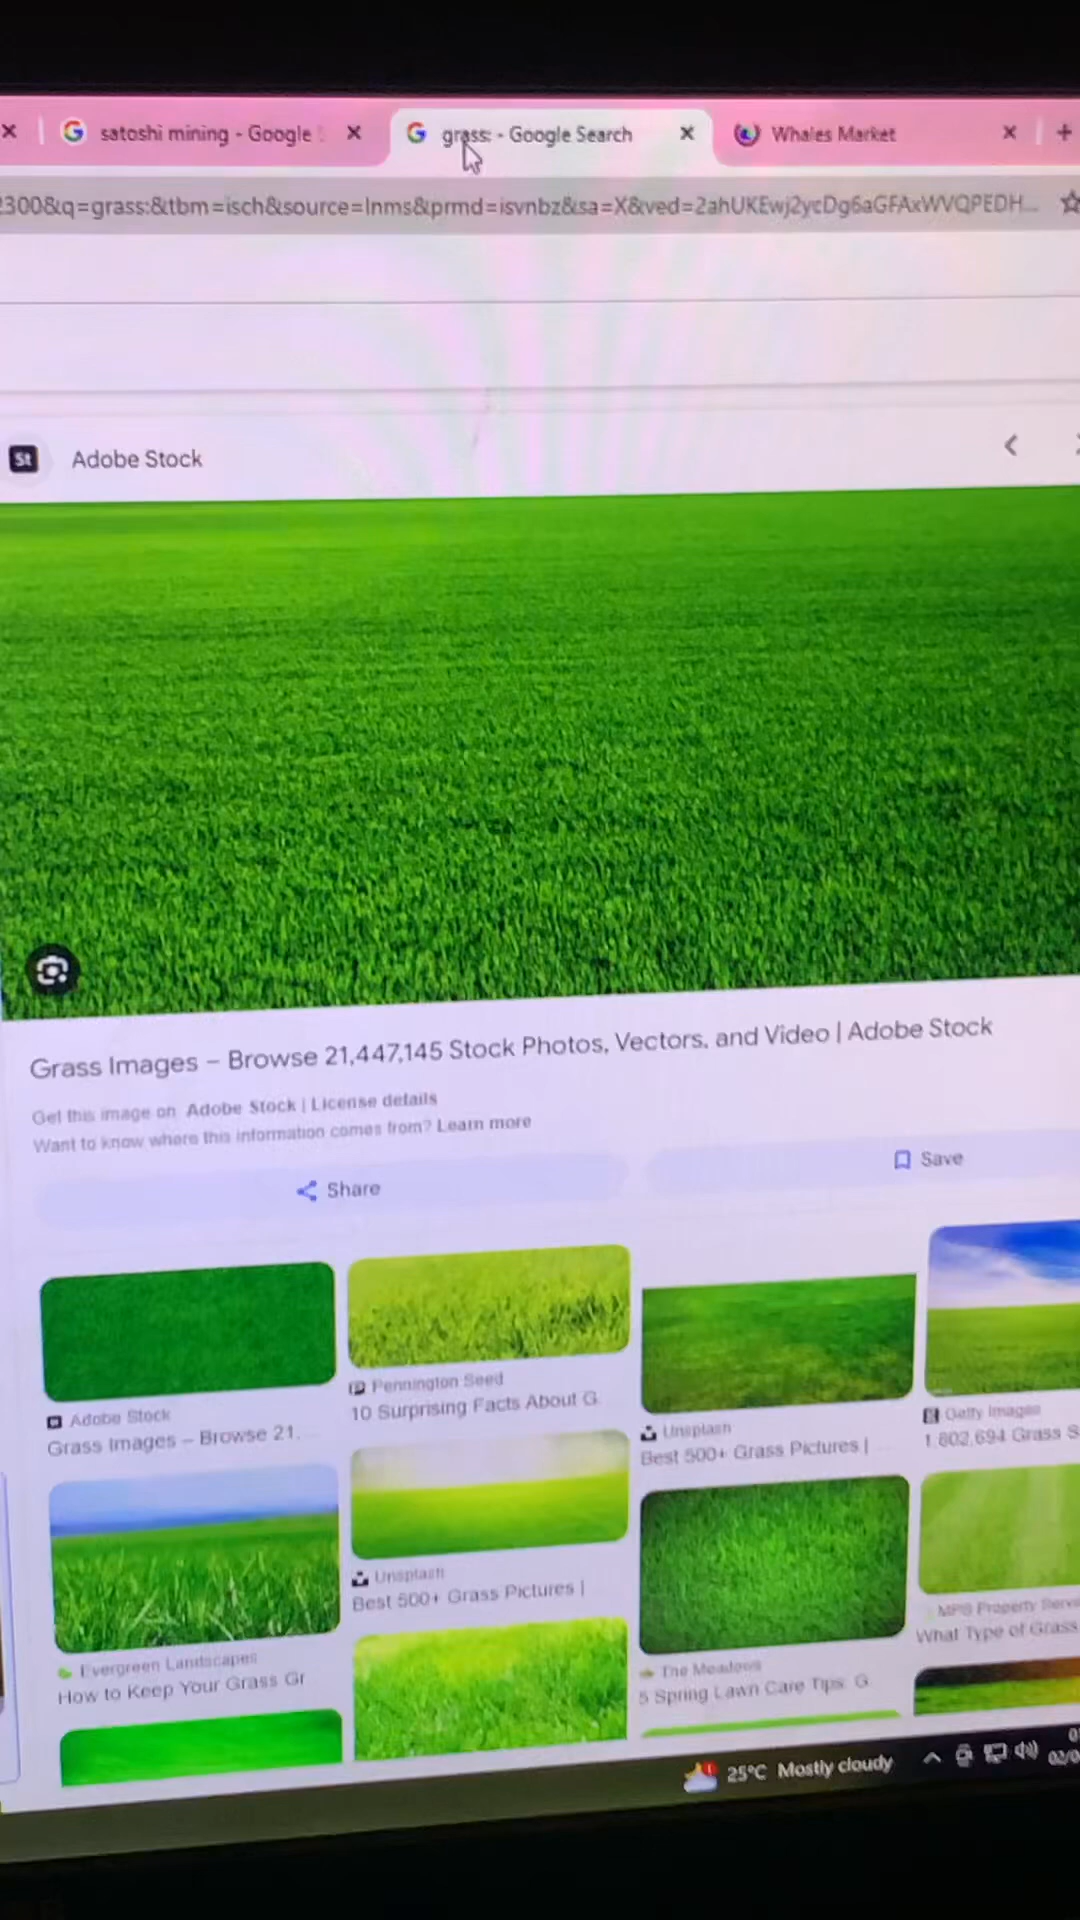 satoshi mining - Google
grass: - Google Search
Whales Market
2300&q=grass:&tbm=isch&source=lnms&prmd=isvnbz&sa=X&ved=2ahUKEwj2ycDg6aGFAxWVQPEDH...
St
Adobe Stock
Grass Images – Browse 21,447,145 Stock Photos, Vectors, and Video | Adobe Stock
Get this image on Adobe Stock | License details
Want to know where this information comes from? Learn more
Share
Save
Adobe Stock
Grass Images – Browse 21...
Pennington Seed
10 Surprising Facts About G
Unsplash
Best 500+ Grass Pictures |
Getty Images
1,802,694 Grass S
Evergreen Landscapes
How to Keep Your Grass Gr
Unsplash
Best 500+ Grass Pictures |
The Meadows
5 Spring Lawn Care Tips: G
MPS Property Servi
What Type of Grass
25°C Mostly cloudy